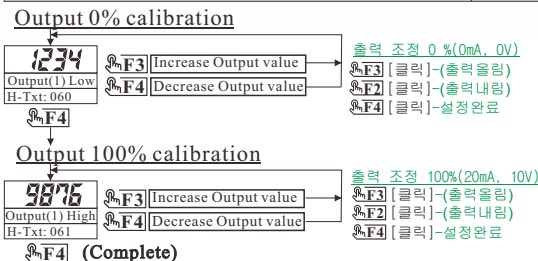 Output 0% calibration
1234
Output(1) Low
H-Txt: 060
F3 Increase Output value
F4 Decrease Output value
출력 조정 0 %(0mA, 0V)
F3 [클릭]-(출력올림)
F2 [클릭]-(출력내림)
F4 [클릭]-설정완료
F4
Output 100% calibration
9876
Output(1) High
H-Txt: 061
F3 Increase Output value
F4 Decrease Output value
출력 조정 100%(20mA, 10V)
F3 [클릭]-(출력올림)
F2 [클릭]-(출력내림)
F4 [클릭]-설정완료
F4 (Complete)